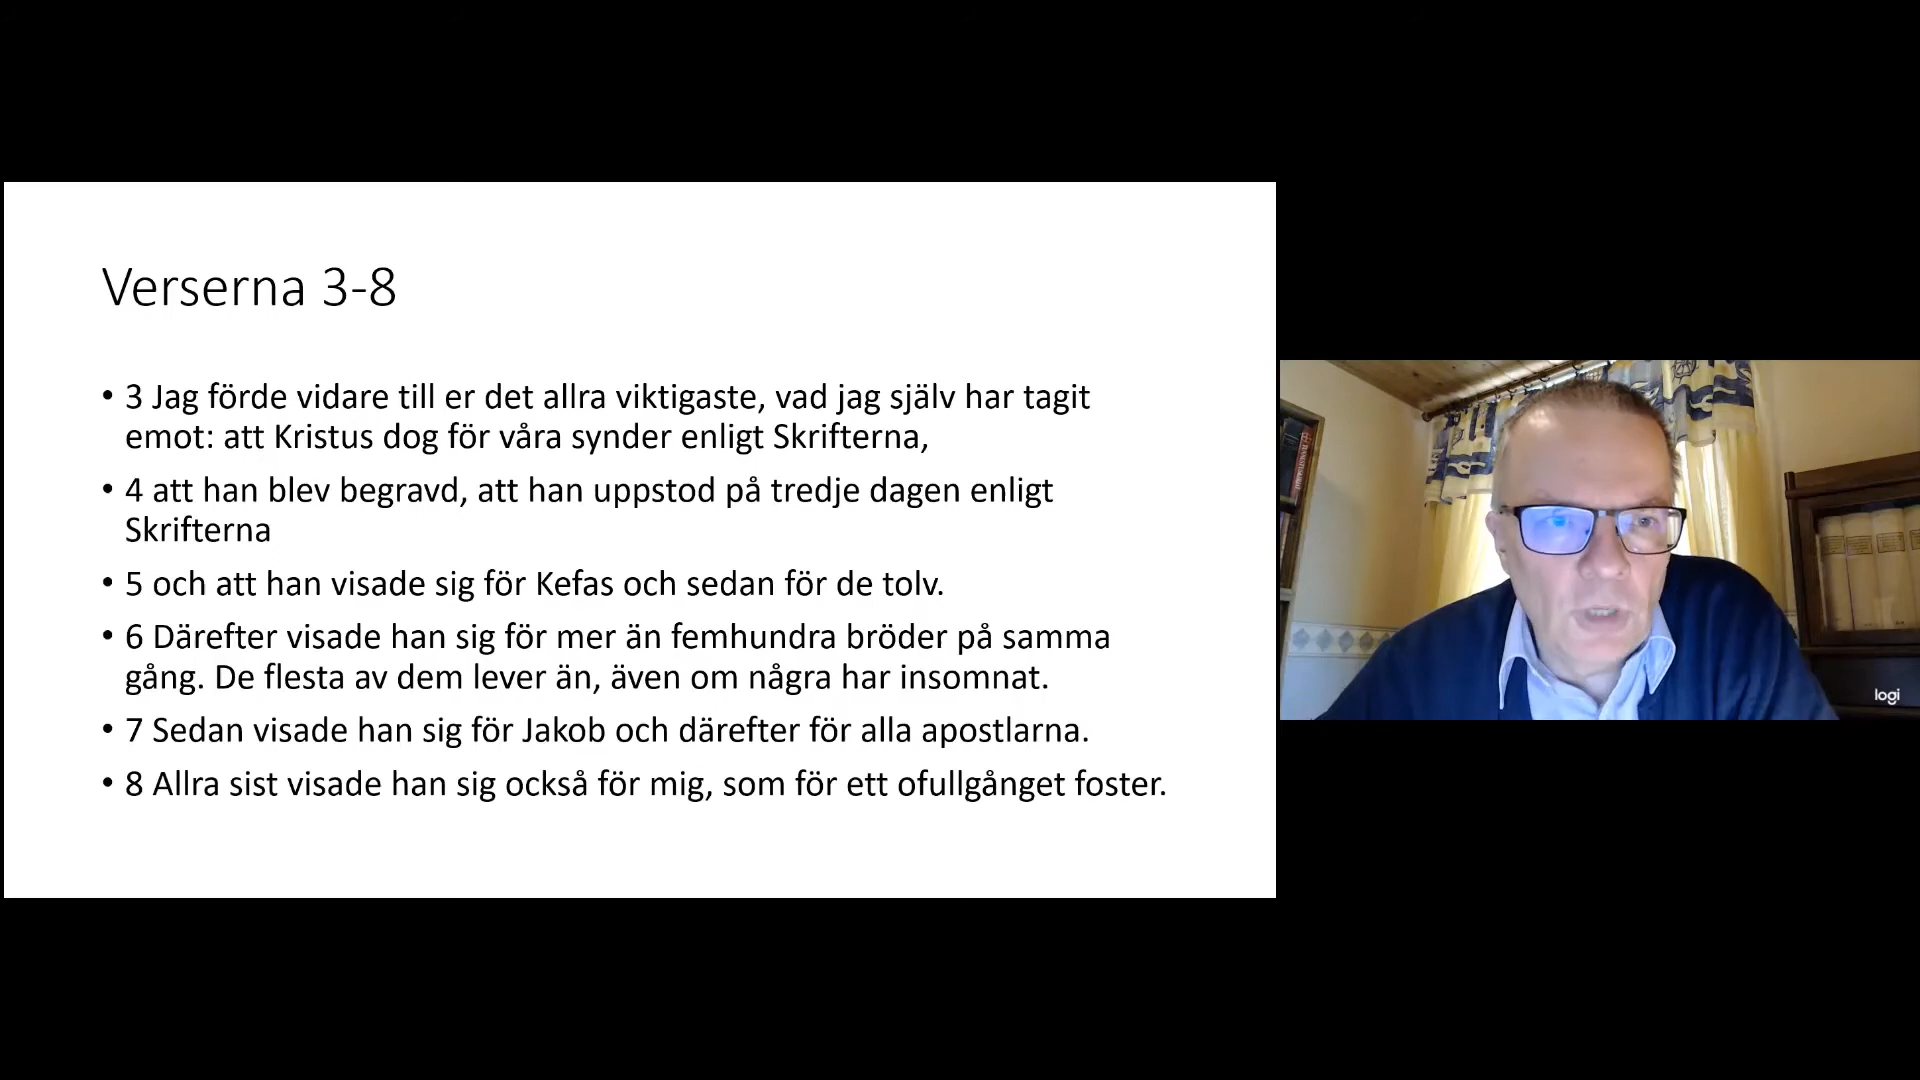 Verserna 3-8
• 3 Jag förde vidare till er det allra viktigaste, vad jag själv har tagit
emot: att Kristus dog för våra synder enligt Skrifterna,
• 4 att han blev begravd, att han uppstod på tredje dagen enligt
Skrifterna
• 5 och att han visade sig för Kefas och sedan för de tolv.
• 6 Därefter visade han sig för mer än femhundra bröder på samma
gång. De flesta av dem lever än, även om några har insomnat.
• 7 Sedan visade han sig för Jakob och därefter för alla apostlarna.
• 8 Allra sist visade han sig också för mig, som för ett ofullgånget foster.
logi